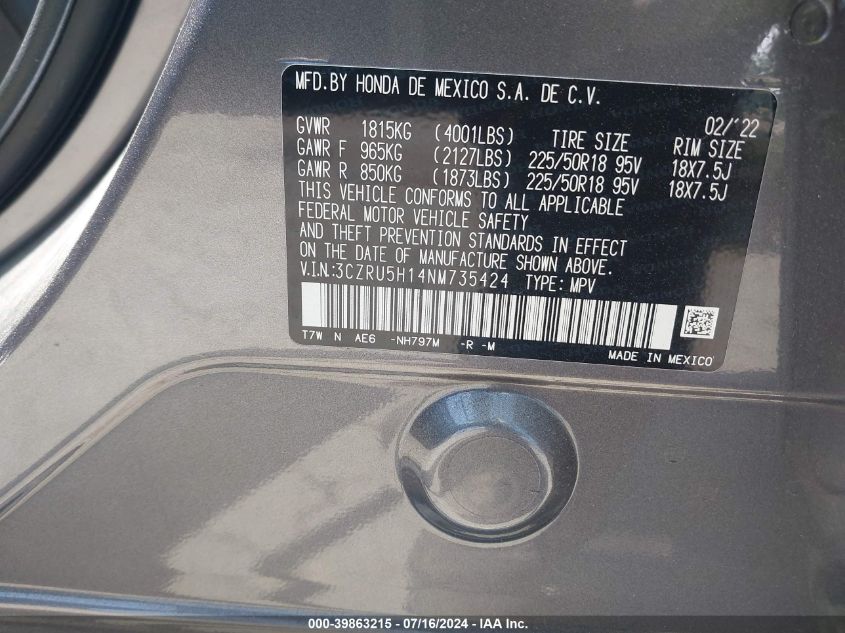 MFD.BY HONDA DE MEXICO S.A. DE C.V.
02/'22
GVWR 1815KG (4001LBS) TIRE SIZE RIM SIZE
GAWR F 965KG (2127LBS) 225/50R18 95V 18X7.5J
GAWR R 850KG (1873LBS) 225/50R18 95V 18X7.5J
THIS VEHICLE CONFORMS TO ALL APPLICABLE
FEDERAL MOTOR VEHICLE SAFETY
AND THEFT PREVENTION STANDARDS IN EFFECT
ON THE DATE OF MANUFACTURE SHOWN ABOVE.
V.I.N.:3CZRU5H14NM735424 TYPE: MPV
T7W N AE6 -NH797M -R -M
MADE IN MEXICO
000-39863215 - 07/16/2024 - IAA Inc.